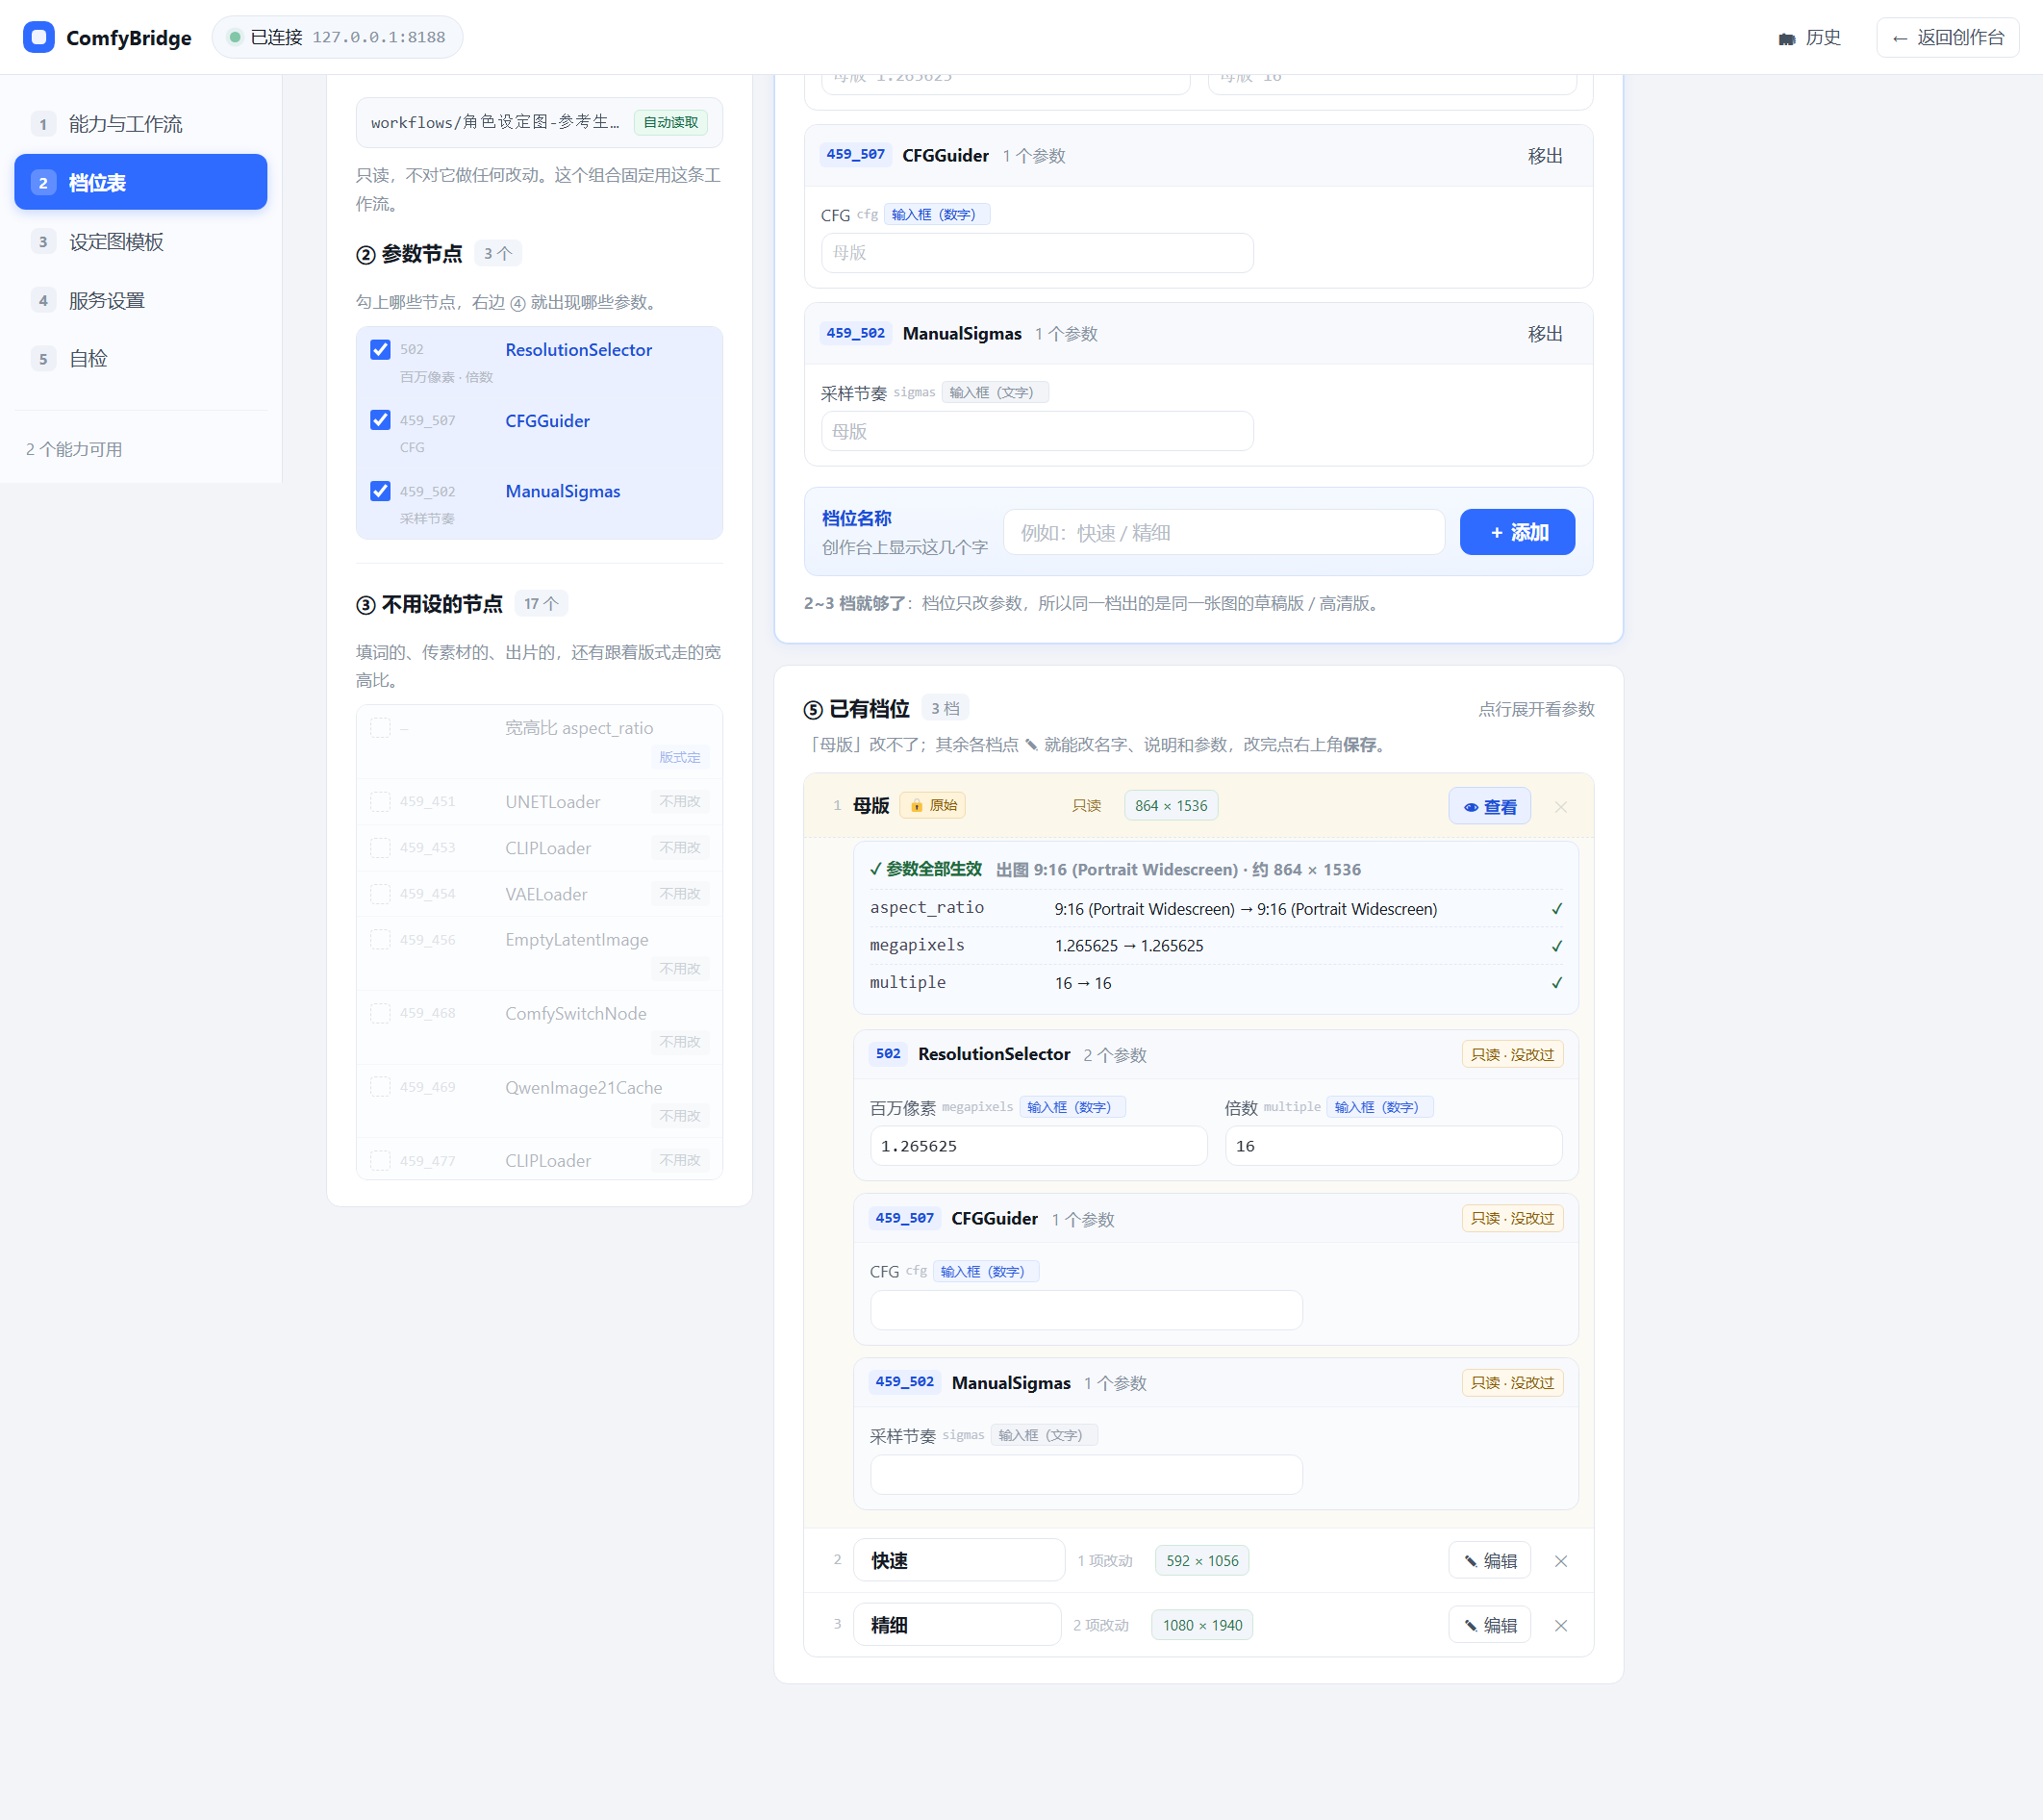 ComfyBridge
已连接 127.0.0.1:8188
历史
← 返回创作台
1 能力与工作流
2 档位表
3 设定图模板
4 服务设置
5 自检
2 个能力可用
workflows/角色设定图-参考生… 自动读取
只读，不对它做任何改动。这个组合固定用这条工
作流。
② 参数节点 3 个
勾上哪些节点，右边 ④ 就出现哪些参数。
502 ResolutionSelector
百万像素 · 倍数
459_507 CFGGuider
CFG
459_502 ManualSigmas
采样节奏
③ 不用设的节点 17 个
填词的、传素材的、出片的，还有跟着版式走的宽
高比。
— 宽高比 aspect_ratio
版式定
459_451 UNETLoader 不用改
459_453 CLIPLoader 不用改
459_454 VAELoader 不用改
459_456 EmptyLatentImage
不用改
459_468 ComfySwitchNode
不用改
459_469 QwenImage21Cache
不用改
459_477 CLIPLoader 不用改
母版 1.265625 母版 16
459_507 CFGGuider 1 个参数 移出
CFG cfg 输入框（数字）
母版
459_502 ManualSigmas 1 个参数 移出
采样节奏 sigmas 输入框（文字）
母版
档位名称
创作台上显示这几个字
例如：快速 / 精细
+ 添加
2~3 档就够了：档位只改参数，所以同一档出的是同一张图的草稿版 / 高清版。
⑤ 已有档位 3 档 点行展开看参数
「母版」改不了；其余各档点 ✎ 就能改名字、说明和参数，改完点右上角保存。
1 母版 🔒 原始 只读 864 × 1536 👁 查看 ×
✓ 参数全部生效 出图 9:16 (Portrait Widescreen) · 约 864 × 1536
aspect_ratio 9:16 (Portrait Widescreen) → 9:16 (Portrait Widescreen) ✓
megapixels 1.265625 → 1.265625 ✓
multiple 16 → 16 ✓
502 ResolutionSelector 2 个参数 只读 · 没改过
百万像素 megapixels 输入框（数字） 倍数 multiple 输入框（数字）
1.265625 16
459_507 CFGGuider 1 个参数 只读 · 没改过
CFG cfg 输入框（数字）
459_502 ManualSigmas 1 个参数 只读 · 没改过
采样节奏 sigmas 输入框（文字）
2 快速 1 项改动 592 × 1056 ✎ 编辑 ×
3 精细 2 项改动 1080 × 1940 ✎ 编辑 ×